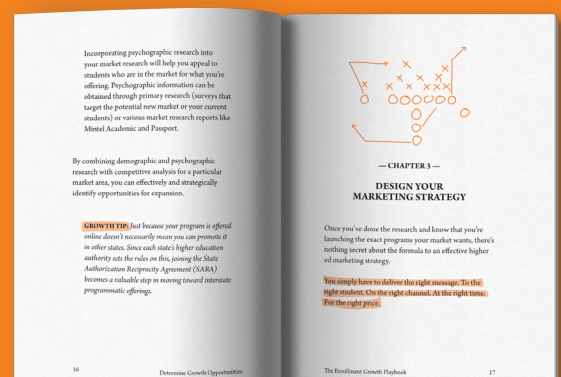 Incorporating psychographic research into
your market research will help you appeal to
students who are in the market for what you're
offering. Psychographic information can be
obtained through primary research (surveys that
target the potential new market or your current
students) or various market research reports like
Mintel Academic and Passport.
By combining demographic and psychographic
research with competitive analysis for a particular
market area, you can effectively and strategically
identify opportunities for expansion.
GROWTH TIP: Just because your program is offered
online doesn't necessarily mean you can promote it
in other states. Since each state's higher education
authority sets the rules on this, joining the State
Authorization Reciprocity Agreement (SARA)
becomes a valuable step in moving toward interstate
programmatic offerings.
16
Determine Growth Opportunities
— CHAPTER 3 —
DESIGN YOUR
MARKETING STRATEGY
Once you've done the research and know that you're
launching the exact programs your market wants, there's
nothing secret about the formula to an effective higher
ed marketing strategy.
You simply have to deliver the right message. To the
right student. On the right channel. At the right time.
For the right price.
The Enrollment Growth Playbook
17